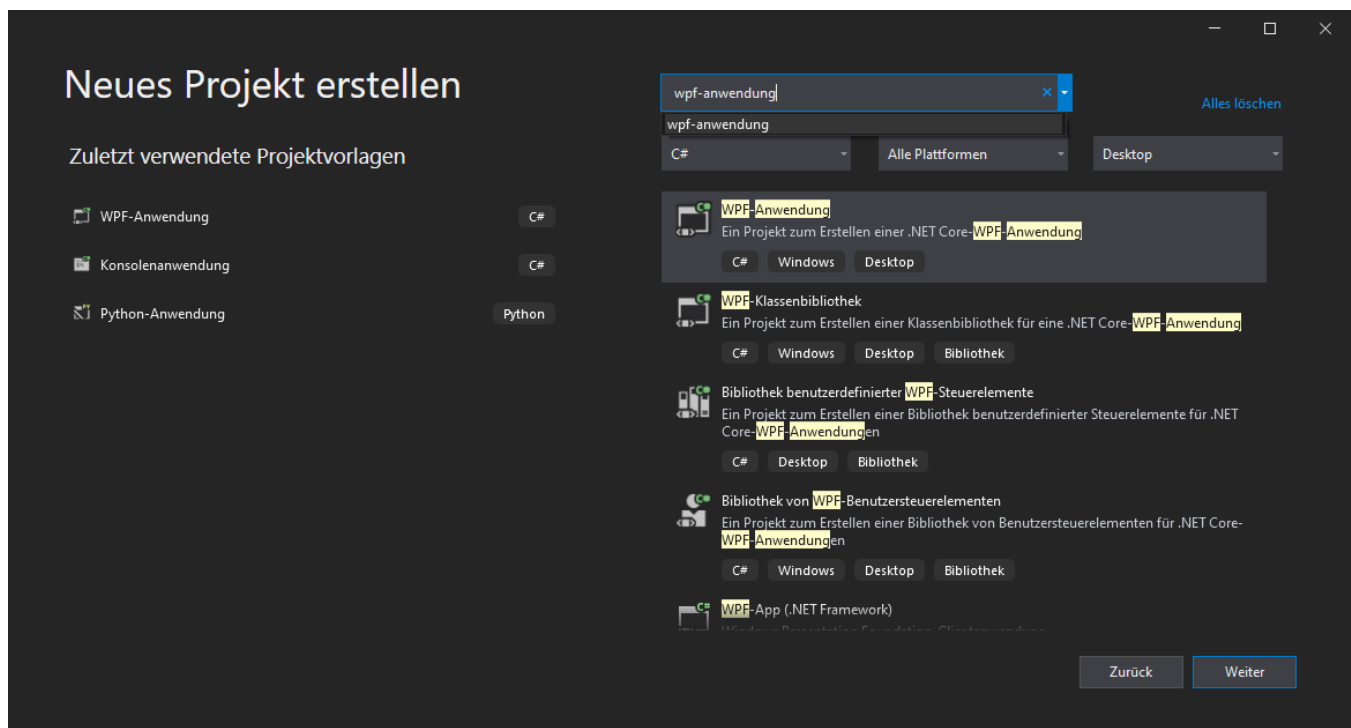 Neues Projekt erstellen
Zuletzt verwendete Projektvorlagen
WPF-Anwendung C#
Konsolenanwendung C#
Python-Anwendung Python
wpf-anwendung
wpf-anwendung
Alles löschen
C# Alle Plattformen Desktop
WPF-Anwendung
Ein Projekt zum Erstellen einer .NET Core-WPF-Anwendung
C# Windows Desktop
WPF-Klassenbibliothek
Ein Projekt zum Erstellen einer Klassenbibliothek für eine .NET Core-WPF-Anwendung
C# Windows Desktop Bibliothek
Bibliothek benutzerdefinierter WPF-Steuerelemente
Ein Projekt zum Erstellen einer Bibliothek benutzerdefinierter Steuerelemente für .NET
Core-WPF-Anwendungen
C# Desktop Bibliothek
Bibliothek von WPF-Benutzersteuerelementen
Ein Projekt zum Erstellen einer Bibliothek von Benutzersteuerelementen für .NET Core-
WPF-Anwendungen
C# Windows Desktop Bibliothek
WPF-App (.NET Framework)
Windows Presentation Foundation-Clientanwendung
Zurück Weiter